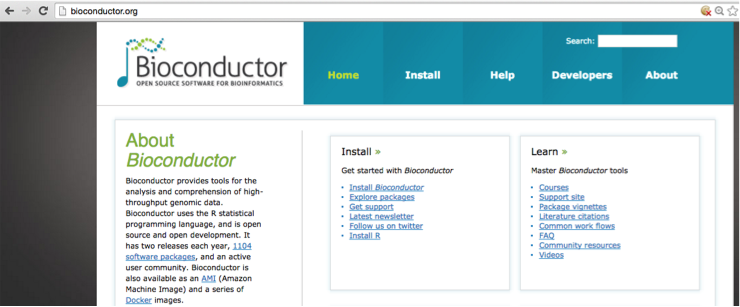 bioconductor.org
Bioconductor
OPEN SOURCE SOFTWARE FOR BIOINFORMATICS
Search:
Home Install Help Developers About
About
Bioconductor
Bioconductor provides tools for the
analysis and comprehension of high-
throughput genomic data.
Bioconductor uses the R statistical
programming language, and is open
source and open development. It
has two releases each year, 1104
software packages, and an active
user community. Bioconductor is
also available as an AMI (Amazon
Machine Image) and a series of
Docker images.
Install »
Get started with Bioconductor
• Install Bioconductor
• Explore packages
• Get support
• Latest newsletter
• Follow us on twitter
• Install R
Learn »
Master Bioconductor tools
• Courses
• Support site
• Package vignettes
• Literature citations
• Common work flows
• FAQ
• Community resources
• Videos